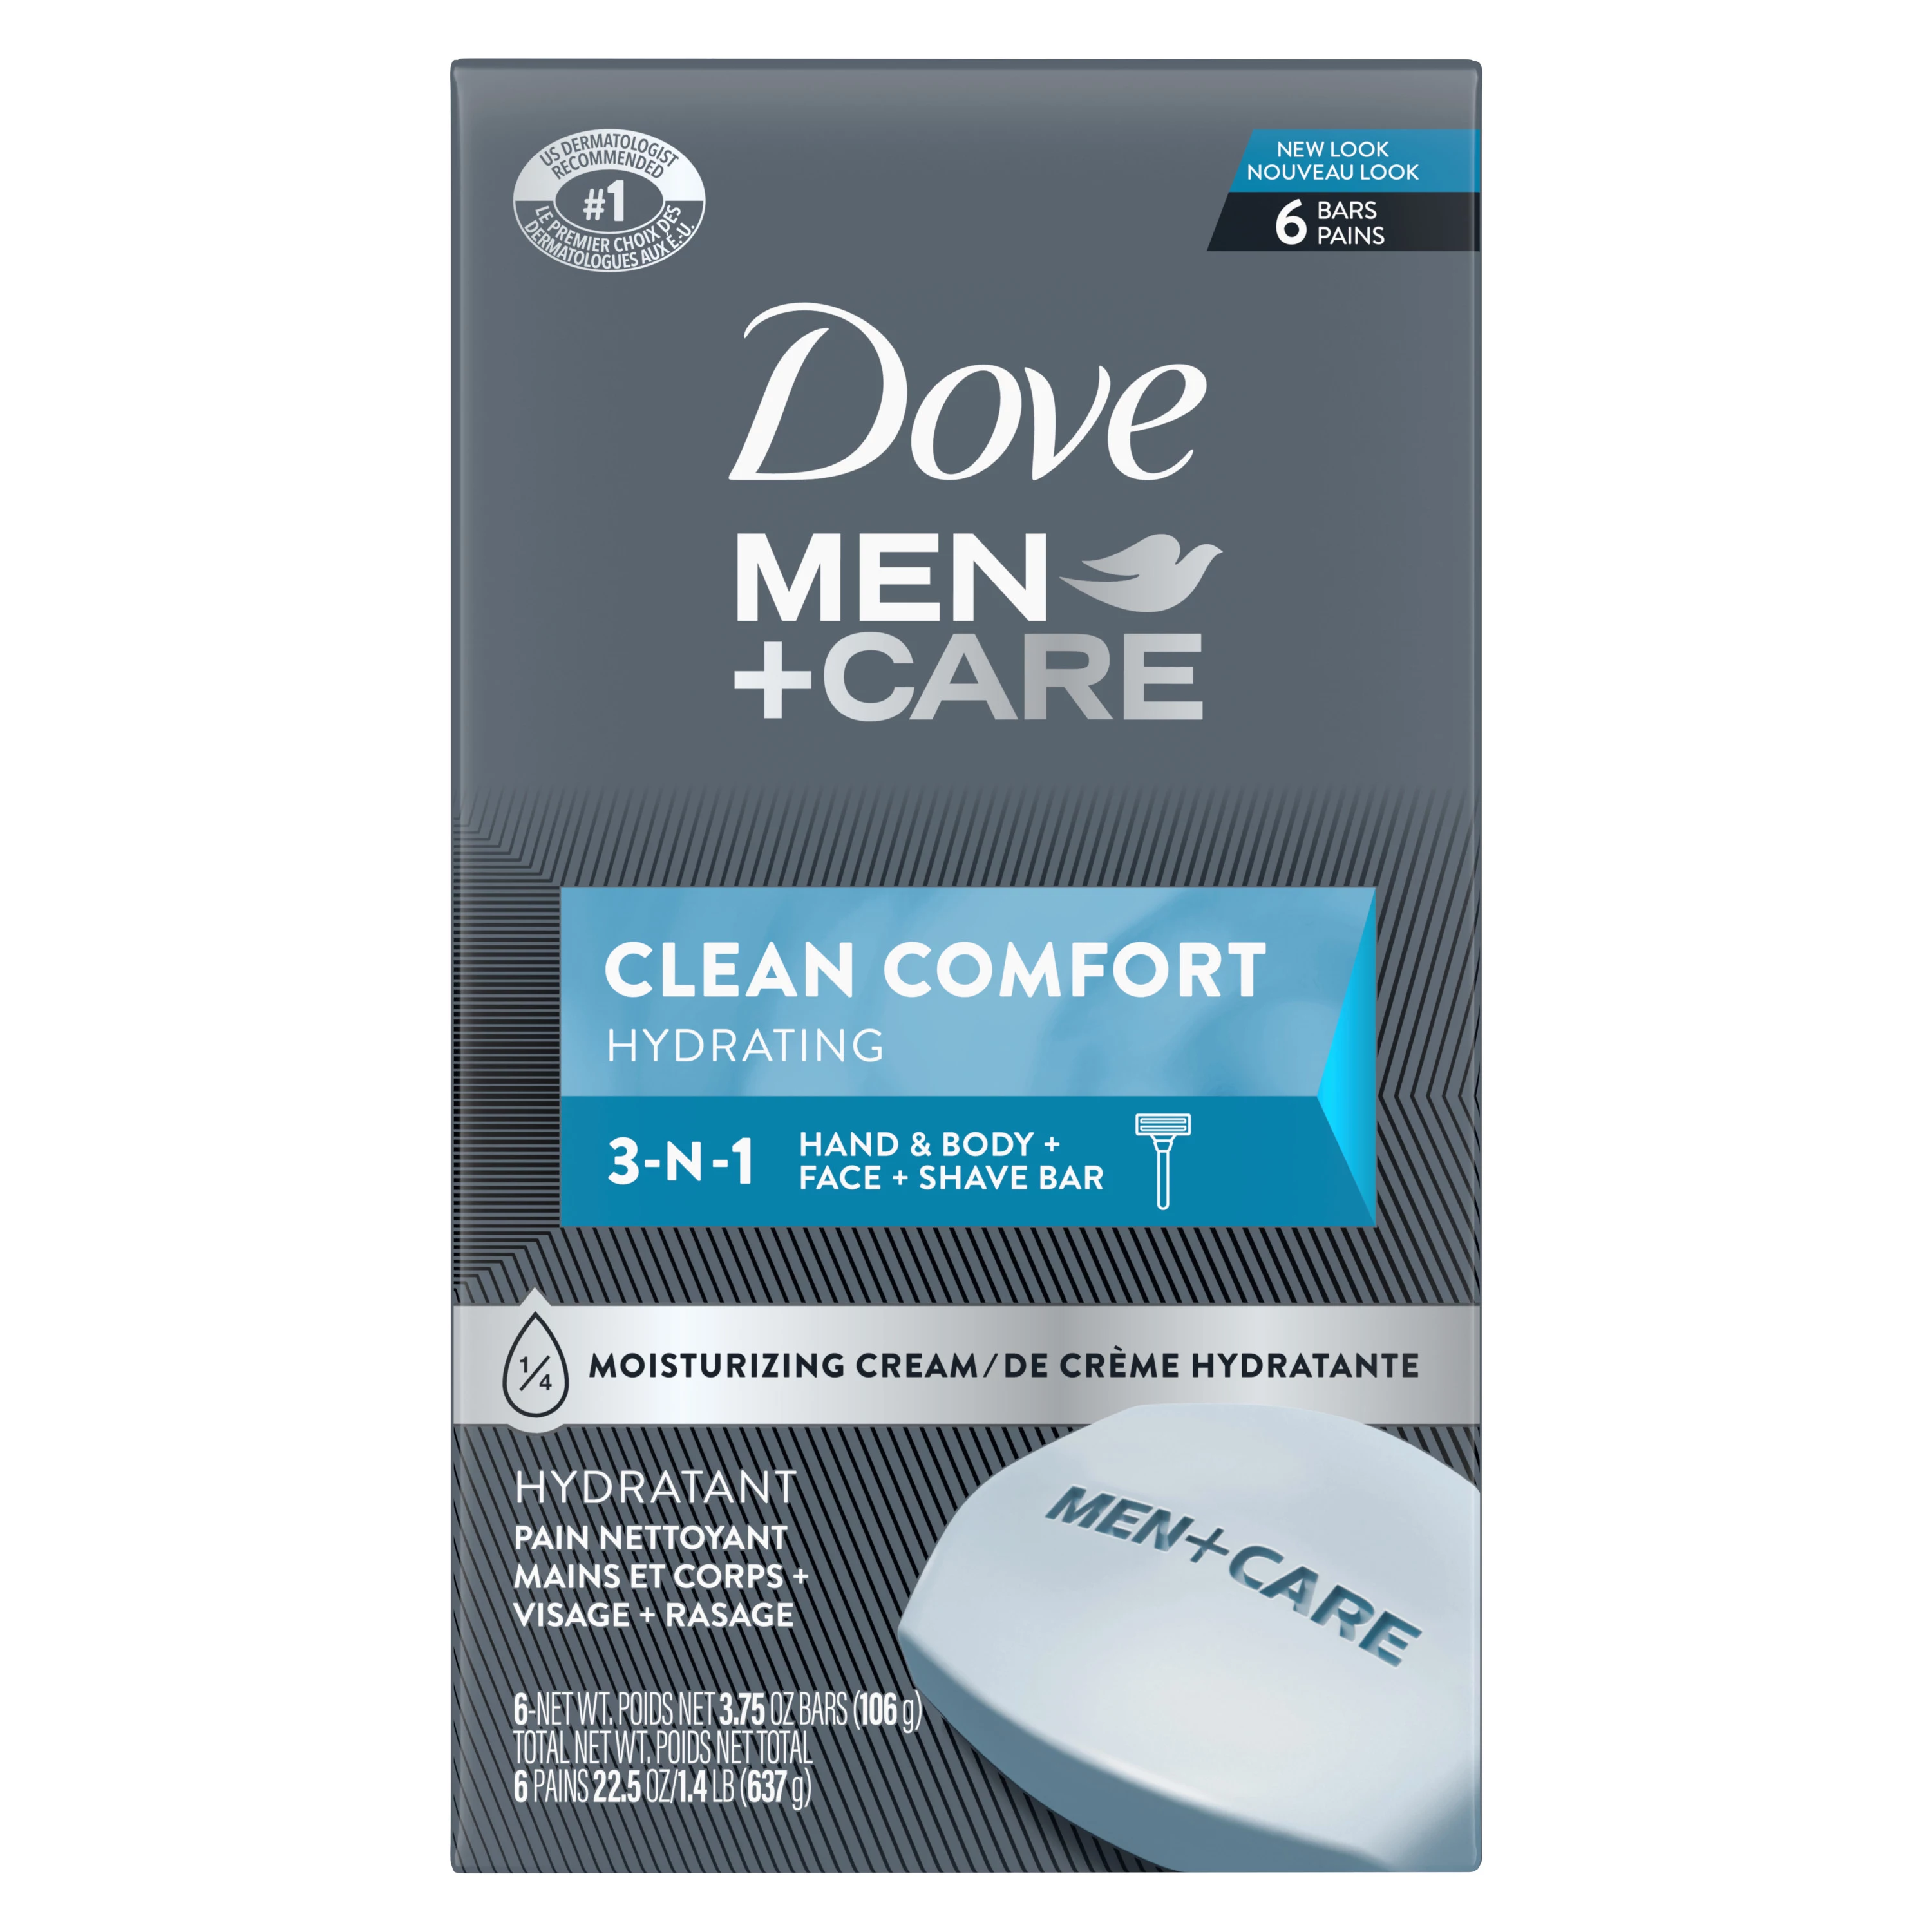 US DERMATOLOGIST
RECOMMENDED
#1
LE PREMIER CHOIX DES
DERMATOLOGUES AUX É.-U.
NEW LOOK
NOUVEAU LOOK
6 BARS
PAINS
Dove
MEN
+CARE
CLEAN COMFORT
HYDRATING
3-N-1
HAND & BODY +
FACE + SHAVE BAR
1/4
MOISTURIZING CREAM/DE CRÈME HYDRATANTE
HYDRATANT
PAIN NETTOYANT
MAINS ET CORPS +
VISAGE + RASAGE
MEN+CARE
6-NET WT. POIDS NET 3.75 OZ BARS (106 g)
TOTAL NET WT. POIDS NET TOTAL
6 PAINS 22.5 OZ/1.4 LB (637 g)